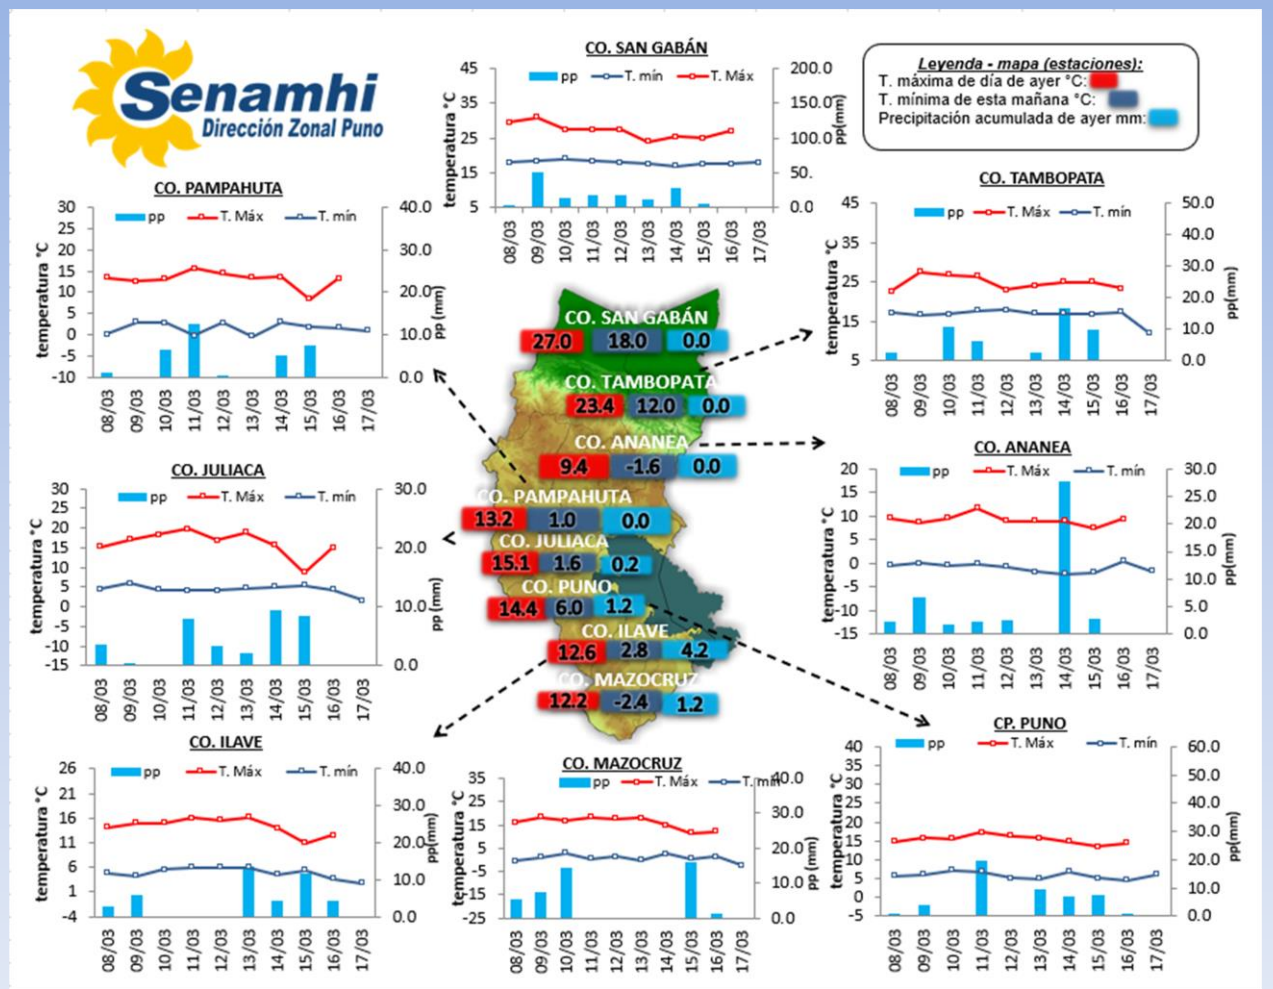 Senamhi
Dirección Zonal Puno
CO. SAN GABÁN
pp T. mín T. Máx
temperatura °C
45
35
25
15
5
200.0
150.0
100.0
50.
0.0
pp(mm)
08/03 09/03 10/03 11/03 12/03 13/03 14/03 15/03 16/03 17/03
Leyenda - mapa (estaciones):
T. máxima de día de ayer °C:
T. mínima de esta mañana °C:
Precipitación acumulada de ayer mm:
CO. PAMPAHUTA
pp T. Máx T. mín
temperatura °C
30
25
20
15
10
5
0
-5
-10
40.0
30.0
20.0
10.0
0.0
pp (mm)
08/03 09/03 10/03 11/03 12/03 13/03 14/03 15/03 16/03 17/03
CO. TAMBOPATA
pp T. Máx T. mín
temperatura °C
45
35
25
15
5
50.0
40.0
30.0
20.0
10.0
0.0
pp(mm)
08/03 09/03 10/03 11/03 12/03 13/03 14/03 15/03 16/03 17/03
CO. SAN GABÁN
27.0 18.0 0.0
CO. TAMBOPATA
23.4 12.0 0.0
CO. ANANEA
9.4 -1.6 0.0
CO. PAMPAHUTA
13.2 1.0 0.0
CO. JULIACA
15.1 1.6 0.2
CO. PUNO
14.4 6.0 1.2
CO. ILAVE
12.6 2.8 4.2
CO. MAZOCRUZ
12.2 -2.4 1.2
CO. JULIACA
pp T. Máx T. mín
temperatura °C
30
25
20
15
10
5
0
-5
-10
-15
30.0
20.0
10.0
0.0
pp (mm)
08/03 09/03 10/03 11/03 12/03 13/03 14/03 15/03 16/03 17/03
CO. ANANEA
pp T. Máx T. mín
temperatura °C
20
15
10
5
0
-5
-10
-15
30.0
25.0
20.0
15.0
10.0
5.0
0.0
pp(mm)
08/03 09/03 10/03 11/03 12/03 13/03 14/03 15/03 16/03 17/03
CO. ILAVE
pp T. Máx T. mín
temperatura °C
26
21
16
11
6
1
-4
40.0
30.0
20.0
10.0
0.0
pp(mm)
08/03 09/03 10/03 11/03 12/03 13/03 14/03 15/03 16/03 17/03
CO. MAZOCRUZ
pp T. Máx T. mín
temperatura °C
35
25
15
5
-5
-15
-25
40.0
30.0
20.0
10.0
0.0
pp (mm)
08/03 09/03 10/03 11/03 12/03 13/03 14/03 15/03 16/03 17/03
CP. PUNO
pp T. Máx T. mín
temperatura °C
40
35
30
25
20
15
10
5
0
-5
60.0
50.0
40.0
30.0
20.0
10.0
0.0
pp(mm)
08/03 09/03 10/03 11/03 12/03 13/03 14/03 15/03 16/03 17/03